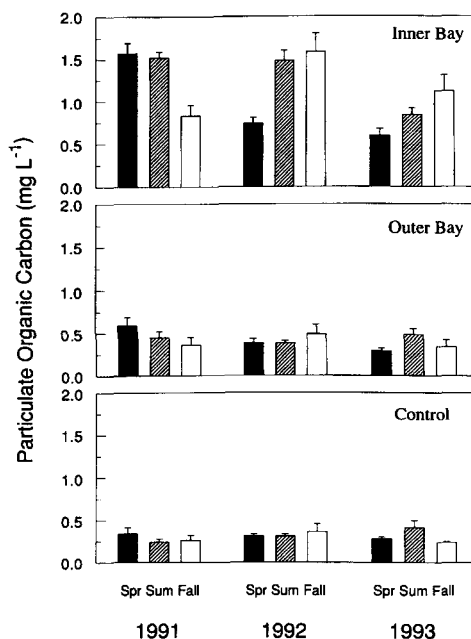 Particulate Organic Carbon (mg L⁻¹)
2.0
Inner Bay
1.5
1.0
0.5
0.0
2.0
Outer Bay
1.5
1.0
0.5
0.0
2.0
Control
1.5
1.0
0.5
0.0
Spr Sum Fall Spr Sum Fall Spr Sum Fall
1991 1992 1993